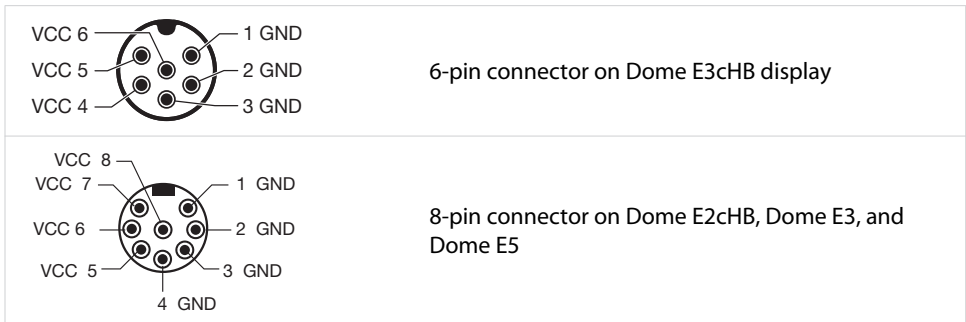 VCC 6
1 GND
VCC 5
2 GND
VCC 4
3 GND
6-pin connector on Dome E3cHB display
VCC 8
VCC 7
1 GND
VCC 6
2 GND
8-pin connector on Dome E2cHB, Dome E3, and
Dome E5
VCC 5
3 GND
4 GND